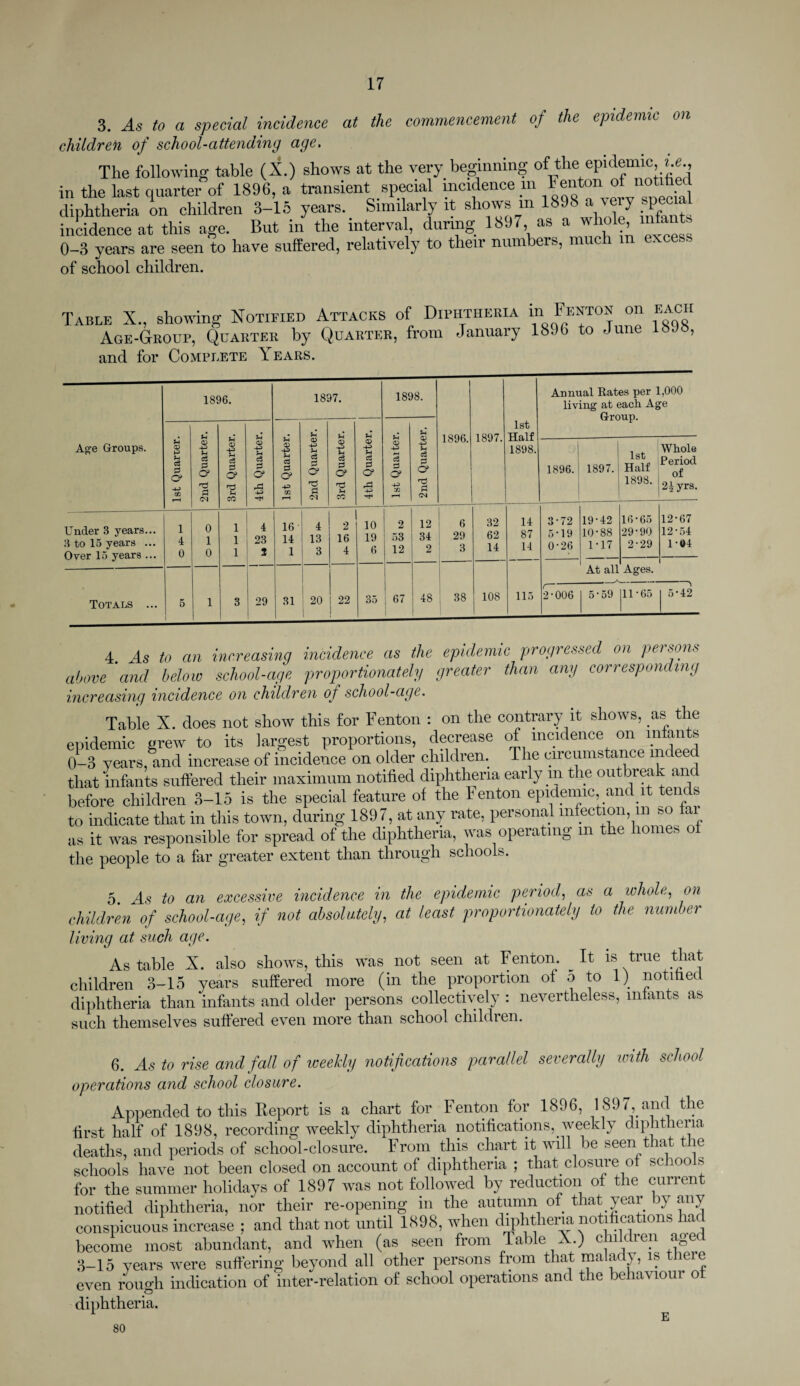 17
3. As to a special incidence at the commencement of the epidemic on
children of school-attending age.
The following table (X.) shows at the very beginning of the epidemic, i.e.,
in the last quarter of 1896, a transient special incidence in Fenton of notified
diphtheria on children 3-15 years. Similarly it shows in 1898 a very special
incidence at this age. But in the interval, during 1897, as a whole, infants
0-3 years are seen to have suffered, relatively to their numbers, much in excess
of school children.
TABLE X., showing NOTIFIED ATTACKS of DIPHTHERIA in FENTON on EACH
AGE-GROUP, QUARTER by QUARTER, from January 1896 to June 1898,
and for COMPLETE YEARS.
Age Groups. 1896. 1897. 1898. 1896. 1897. 1st Half 1898. Annual Rates per 1,000 living at each Age Group.
1st Quarter. 2nd Quarter. 3rd Quarter. 4th Quarter. 1st Quarter. 2nd Quarter. 3rd Quarter. 4th Quarter. 1st Quarter. 2nd Quarter. 1896. 1897. 1st Half 1898. Whole Period of 2½ yrs.
Under 3 years... 1 0 1 4 16 4 2 10 2 12 6 32 14 3·72 19·42 16·65 12·67
3 to 15 years ... 4 1 1 23 14 13 16 19 53 34 29 62 87 5·19 10·88 29·90 12·54
Over 15 years ... 0 0 1 2 1 3 4 6 12 2 3 14 14 0·26 1·17 2·29 1·04
At all Ages.
TOTALS ... 5 1 3 29 31 20 22 35 67 48 38 108 115 2·006 5·59 11·65 5·42
4. As to an increasing incidence as the epidemic progressed on persons
above and below school-age proportionately greater than any corresponding
increasing incidence on children of school-age.
Table X. does not show this for Fenton : on the contrary it shows, as the
epidemic grew to its largest proportions, decrease of incidence on infants
0-3 years, and increase of incidence on older children. The circumstance indeed
that infants suffered their maximum notified diphtheria early in the outbreak and
before children 3-15 is the special feature of the Fenton epidemic, and it tends
to indicate that in this town, during 1897, at any rate, personal infection, in so far
as it was responsible for spread of the diphtheria, was operating in the homes of
the people to a far greater extent than through schools.
5. As to an excessive incidence in the epidemic period, as a whole, on
children of school-age, if not absolutely, at least proportionately to the number
living at such age.
As table X. also shows, this was not seen at Fenton. It is true that
children 3-15 years suffered more (in the proportion of 5 to 1) notified
diphtheria than infants and older persons collectively : nevertheless, infants as
such themselves suffered even more than school children.
6. As to rise and fall of weekly notifications parallel severally with school
operations and school closure.
Appended to this Report is a chart for Fenton for 1896, 1897, and the
first half of 1898, recording weekly diphtheria notifications, weekly diphtheria
deaths, and periods of school-closure. From this chart it will be seen that the
schools have not been closed on account of diphtheria ; that closure of schools
for the summer holidays of 1897 was not followed by reduction of the current
notified diphtheria, nor their re-opening in the autumn of that year by any
conspicuous increase ; and that not until 1898, when diphtheria notifications had
become most abundant, and when (as seen from Table X.) children aged
3-15 years were suffering beyond all other persons from that malady, is there
even rough indication of inter-relation of school operations and the behaviour of
diphtheria.
E
80